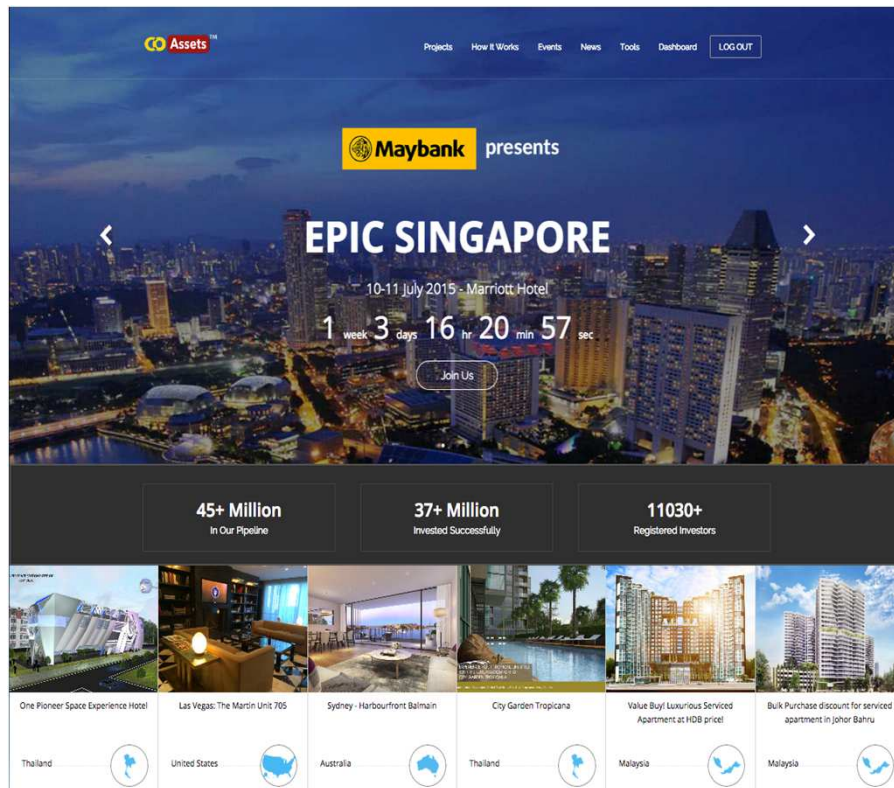 CO Assets™
Projects How It Works Events News Tools Dashboard LOG OUT
Maybank presents
EPIC SINGAPORE
10-11 July 2015 - Marriott Hotel
1 week 3 days 16 hr 20 min 57 sec
Join Us
45+ Million
In Our Pipeline
37+ Million
Invested Successfully
11030+
Registered Investors
One Pioneer Space Experience Hotel
Thailand
Las Vegas: The Martin Unit 705
United States
Sydney - Harbourfront Balmain
Australia
City Garden Tropicana
Thailand
Value Buy! Luxurious Serviced
Apartment at HDB price!
Malaysia
Bulk Purchase discount for serviced
apartment in Johor Bahru
Malaysia